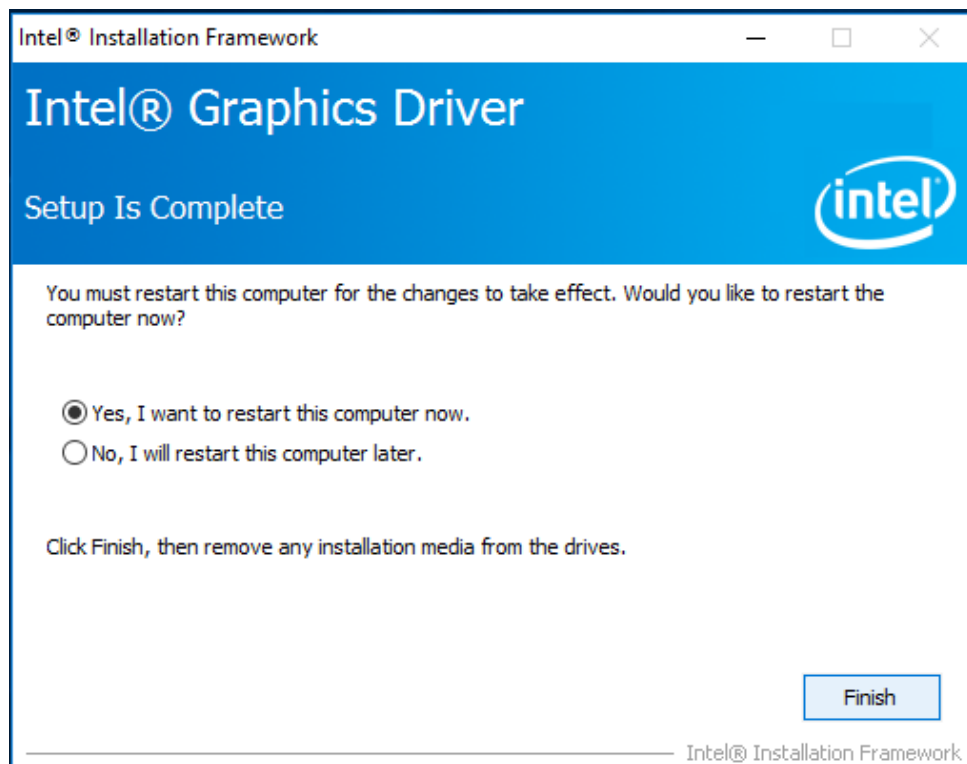 Intel® Installation Framework
Intel® Graphics Driver
Setup Is Complete
intel
You must restart this computer for the changes to take effect. Would you like to restart the
computer now?
Yes, I want to restart this computer now.
No, I will restart this computer later.
Click Finish, then remove any installation media from the drives.
Finish
Intel® Installation Framework